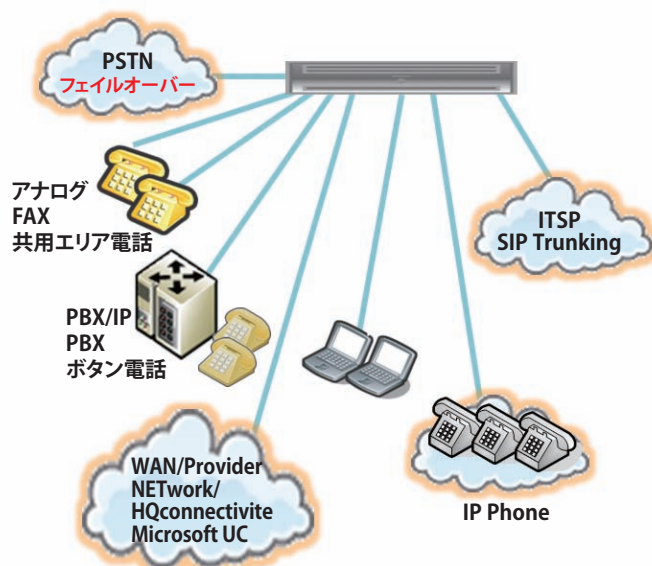 PSTN
フェイルオーバー
アナログ
FAX
共用エリア電話
ITSP
SIP Trunking
PBX/IP
PBX
ボタン電話
WAN/Provider
NETwork/
HQconnectivite
Microsoft UC
IP Phone